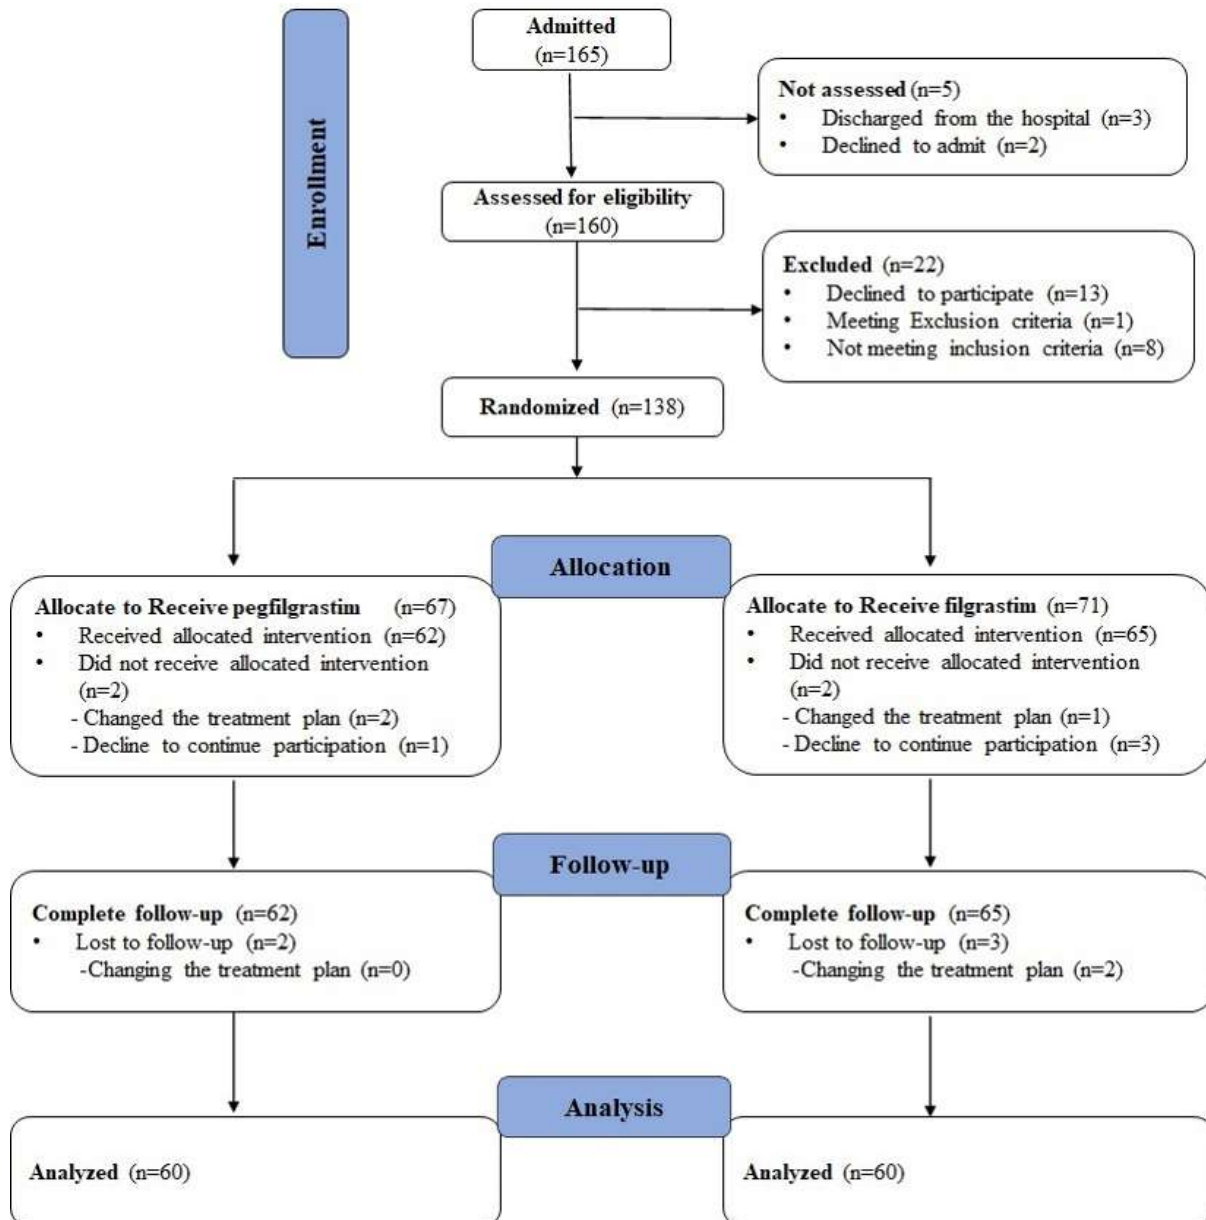 Enrollment
Admitted
(n=165)
Not assessed (n=5)
• Discharged from the hospital (n=3)
• Declined to admit (n=2)
Assessed for eligibility
(n=160)
Excluded (n=22)
• Declined to participate (n=13)
• Meeting Exclusion criteria (n=1)
• Not meeting inclusion criteria (n=8)
Randomized (n=138)
Allocation
Allocate to Receive pegfilgrastim (n=67)
• Received allocated intervention (n=62)
• Did not receive allocated intervention
(n=2)
- Changed the treatment plan (n=2)
- Decline to continue participation (n=1)
Allocate to Receive filgrastim (n=71)
• Received allocated intervention (n=65)
• Did not receive allocated intervention
(n=2)
- Changed the treatment plan (n=1)
- Decline to continue participation (n=3)
Follow-up
Complete follow-up (n=62)
• Lost to follow-up (n=2)
-Changing the treatment plan (n=0)
Complete follow-up (n=65)
• Lost to follow-up (n=3)
-Changing the treatment plan (n=2)
Analysis
Analyzed (n=60)
Analyzed (n=60)